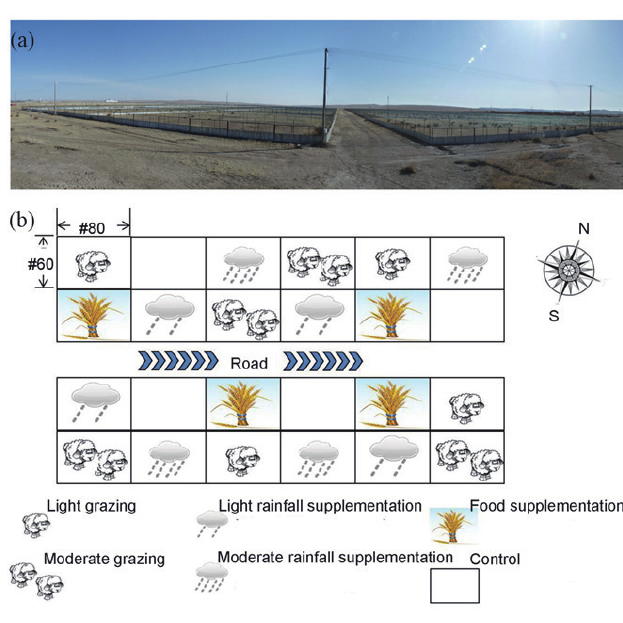 (a)
(b)
#80
#60
N
S
Road
Light grazing
Light rainfall supplementation
Food supplementation
Moderate grazing
Moderate rainfall supplementation
Control